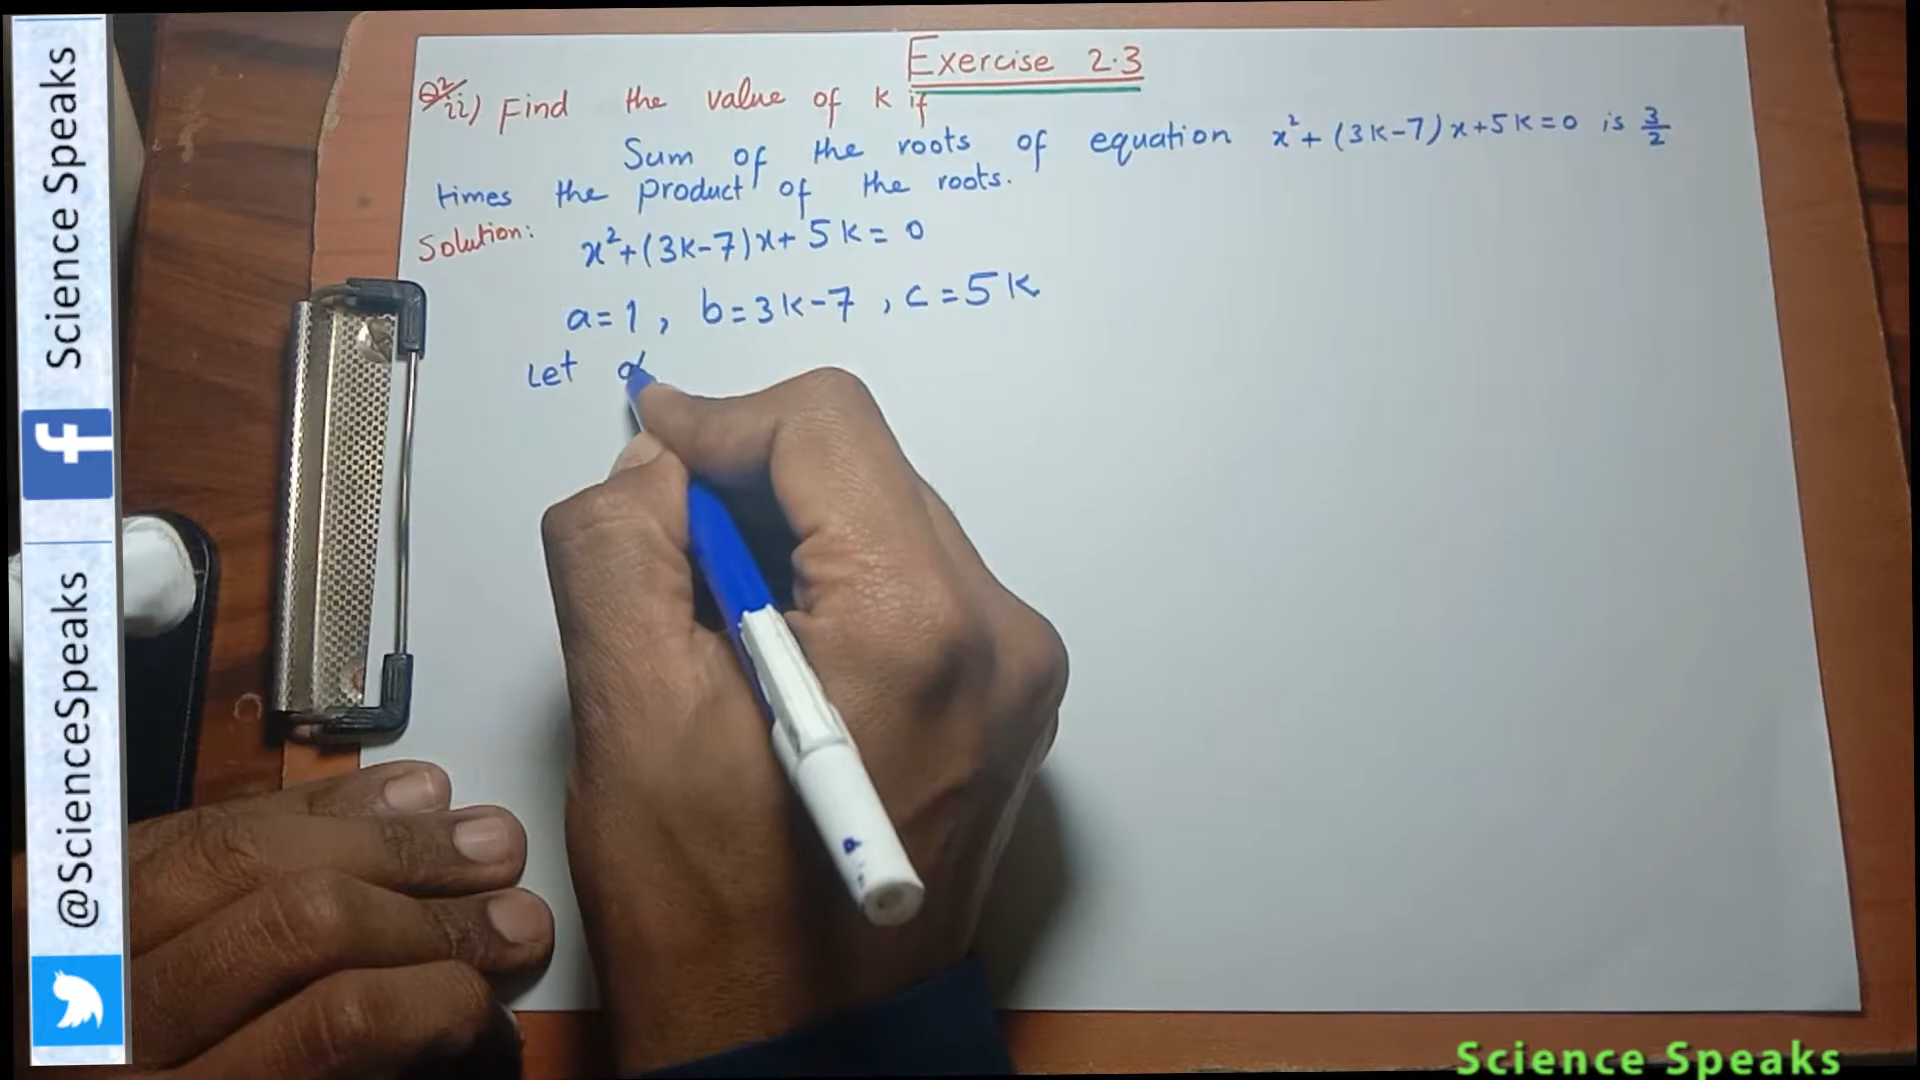 Exercise 2.3
Q2 ii) Find the value of k if
Sum of the roots of equation x²+(3k-7)x+5k=0 is 3/2
times the product of the roots.
Solution: x²+(3k-7)x+5k=0
a=1, b=3k-7, c=5k
Let α
Science Speaks
@ScienceSpeaks
Science Speaks